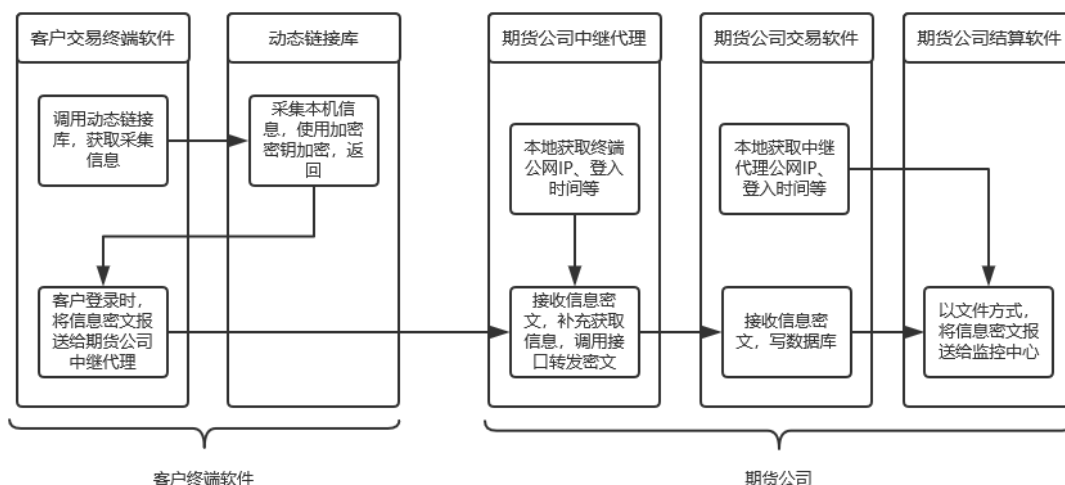 客户交易终端软件
动态链接库
期货公司中继代理
期货公司交易软件
期货公司结算软件
调用动态链接
库，获取采集
信息
采集本机信
息，使用加密
密钥加密，返
回
本地获取终端
公网IP、登入
时间等
本地获取中继
代理公网IP、
登入时间等
客户登录时，
将信息密文报
送给期货公司
中继代理
接收信息密
文，补充获取
信息，调用接
口转发密文
接收信息密
文，写数据库
以文件方式，
将信息密文报
送给监控中心
客户终端软件
期货公司